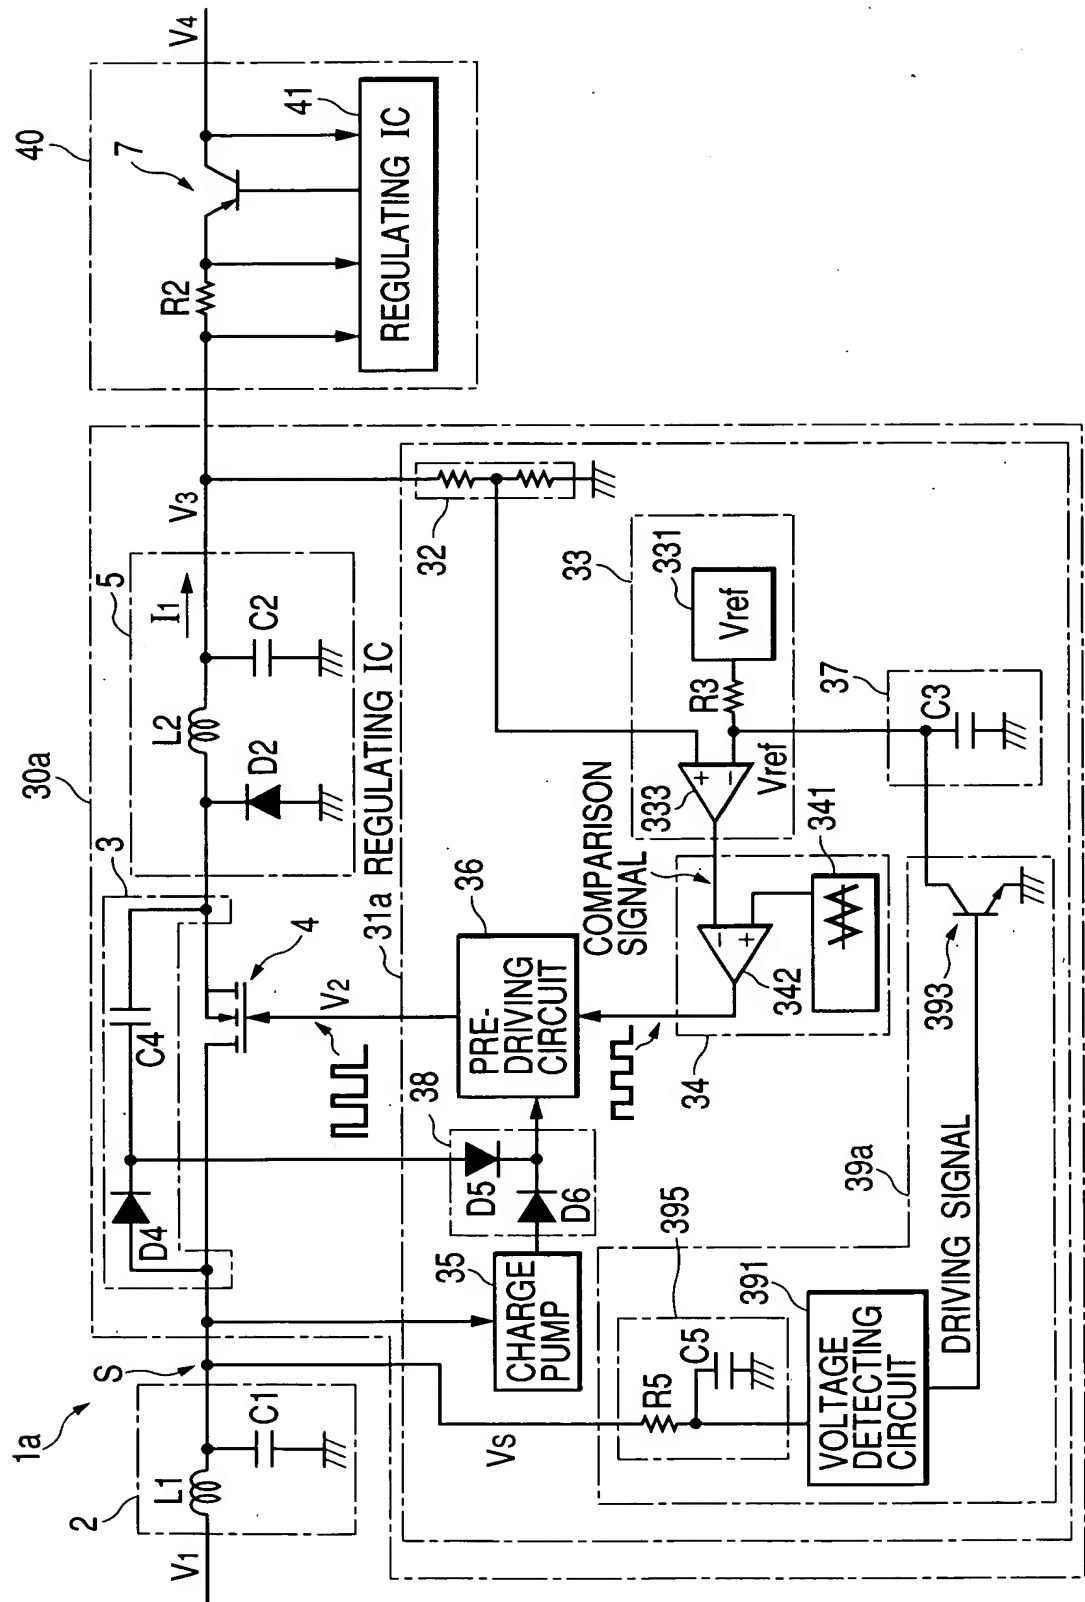 1a
S
30a
40
2
L1
C1
V1
3
D4
C4
4
5
L2
D2
C2
I1
V3
R2
7
V4
41
REGULATING IC
31a REGULATING IC
V2
VS
35
CHARGE
PUMP
38
D5
D6
36
PRE-
DRIVING
CIRCUIT
32
33
331
Vref
R3
333
Vref
COMPARISON
SIGNAL
34
341
342
37
C3
39a
395
R5
C5
391
VOLTAGE
DETECTING
CIRCUIT
DRIVING SIGNAL
393
+
−
−
+